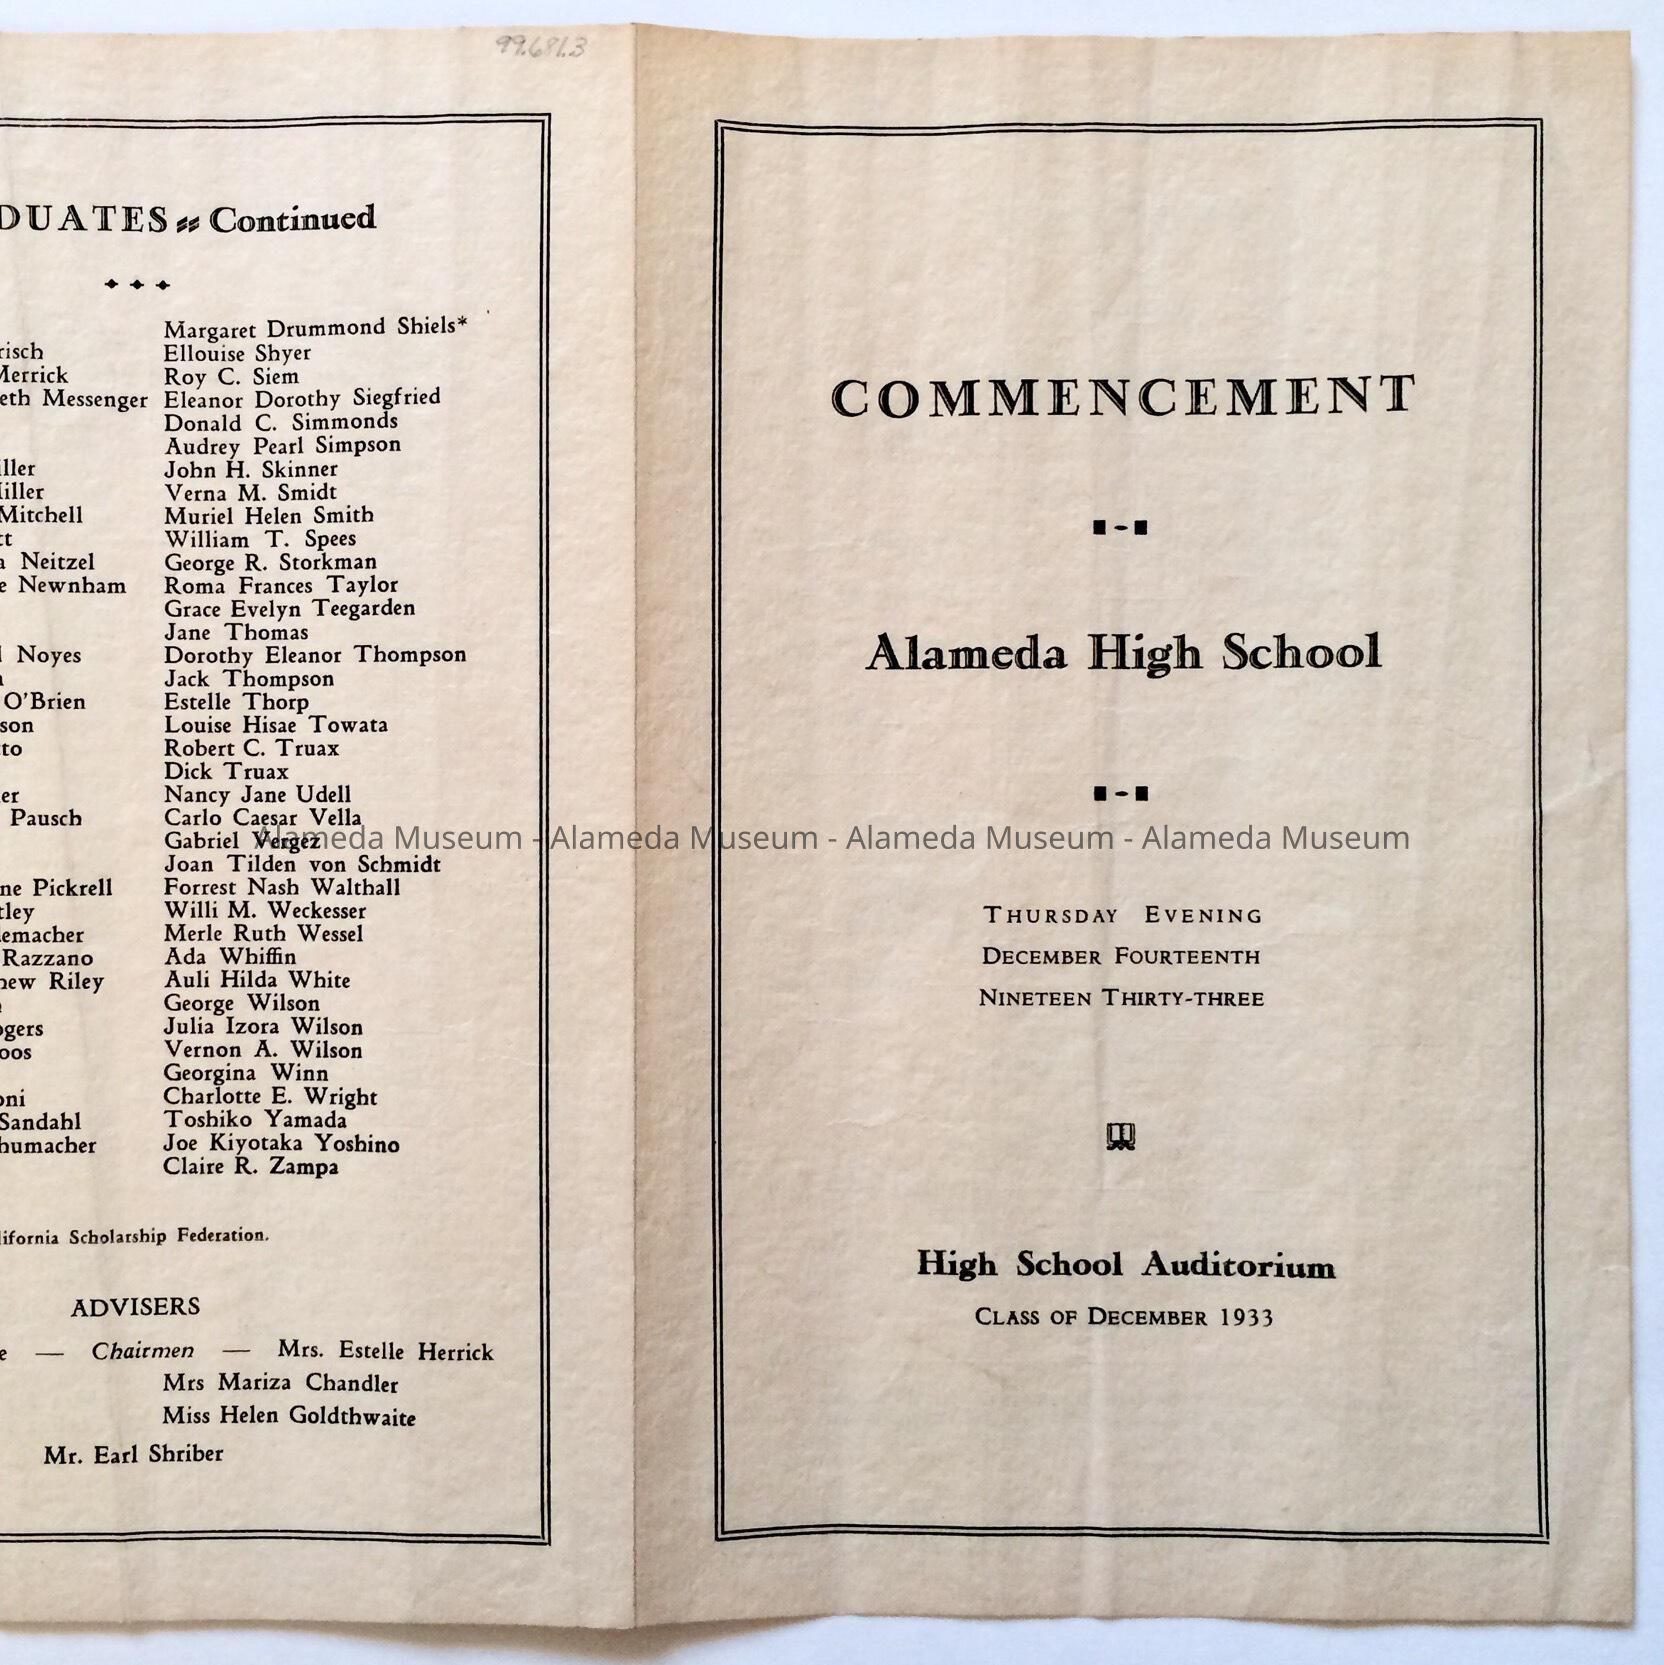 99.681.3
DUATES Continued
Margaret Drummond Shiels*
risch Ellouise Shyer
Merrick Roy C. Siem
eth Messenger Eleanor Dorothy Siegfried
Donald C. Simmonds
Audrey Pearl Simpson
iller John H. Skinner
Miller Verna M. Smidt
Mitchell Muriel Helen Smith
tt William T. Spees
a Neitzel George R. Storkman
e Newnham Roma Frances Taylor
Grace Evelyn Teegarden
Jane Thomas
Noyes Dorothy Eleanor Thompson
Jack Thompson
O'Brien Estelle Thorp
son Louise Hisae Towata
to Robert C. Truax
Dick Truax
er Nancy Jane Udell
Pausch Carlo Caesar Vella
Gabriel Vergez
Joan Tilden von Schmidt
ne Pickrell Forrest Nash Walthall
tley Willi M. Weckesser
emacher Merle Ruth Wessel
Razzano Ada Whiffin
hew Riley Auli Hilda White
George Wilson
ogers Julia Izora Wilson
oos Vernon A. Wilson
Georgina Winn
oni Charlotte E. Wright
Sandahl Toshiko Yamada
humacher Joe Kiyotaka Yoshino
Claire R. Zampa
lifornia Scholarship Federation.
ADVISERS
e — Chairmen — Mrs. Estelle Herrick
Mrs Mariza Chandler
Miss Helen Goldthwaite
Mr. Earl Shriber
COMMENCEMENT
Alameda High School
Alameda Museum - Alameda Museum - Alameda Museum - Alameda Museum
THURSDAY EVENING
DECEMBER FOURTEENTH
NINETEEN THIRTY-THREE
High School Auditorium
CLASS OF DECEMBER 1933